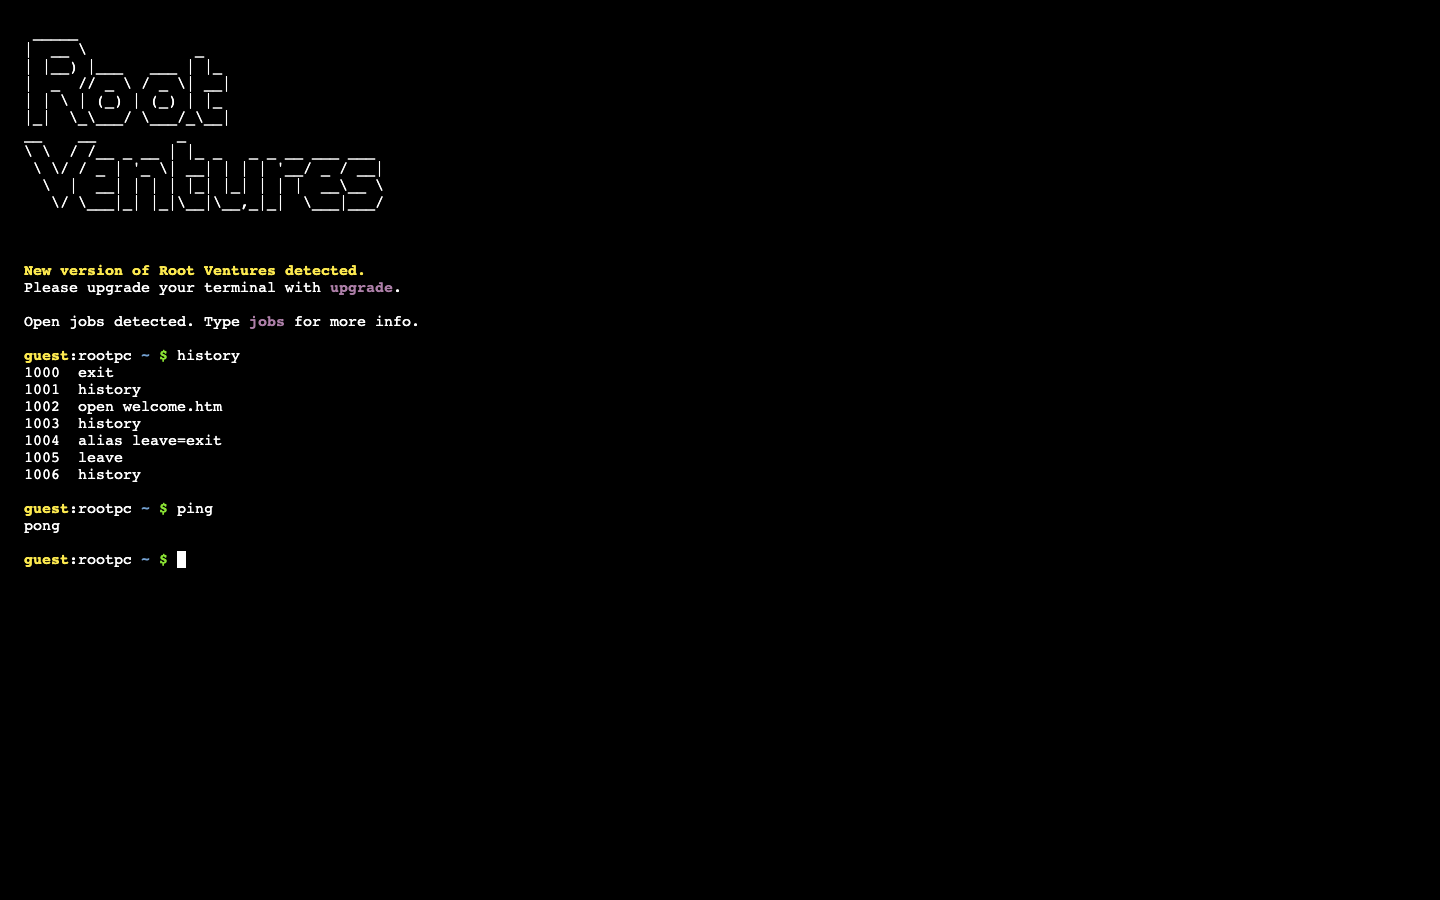 Root
Ventures
New version of Root Ventures detected.
Please upgrade your terminal with upgrade.
Open jobs detected. Type jobs for more info.
guest:rootpc ~ $ history
1000  exit
1001  history
1002  open welcome.htm
1003  history
1004  alias leave=exit
1005  leave
1006  history
guest:rootpc ~ $ ping
pong
guest:rootpc ~ $